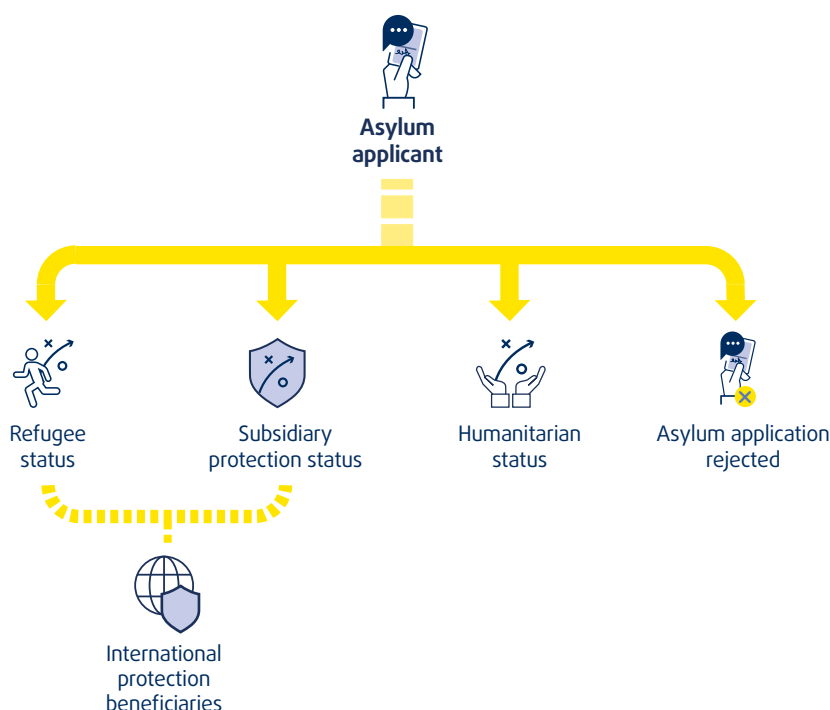 Asylum
applicant
Refugee
status
Subsidiary
protection status
Humanitarian
status
Asylum application
rejected
International
protection
beneficiaries